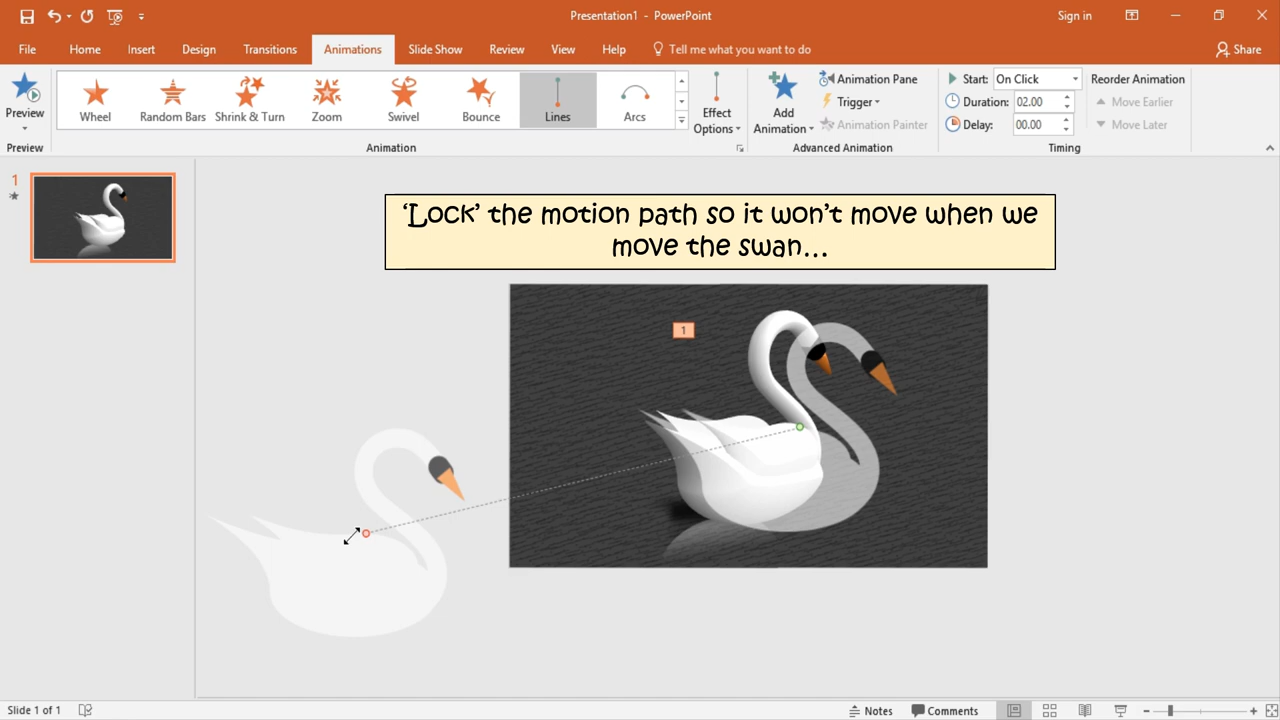 Presentation1 - PowerPoint
Sign in
File Home Insert Design Transitions Animations Slide Show Review View Help Tell me what you want to do Share
Preview
Wheel Random Bars Shrink & Turn Zoom Swivel Bounce Lines Arcs
Effect Options
Add Animation
Animation Pane
Trigger
Animation Painter
Start: On Click
Duration: 02.00
Delay: 00.00
Reorder Animation
Move Earlier
Move Later
Preview Animation Advanced Animation Timing
1
‘Lock’ the motion path so it won’t move when we
move the swan...
1
Slide 1 of 1
Notes Comments